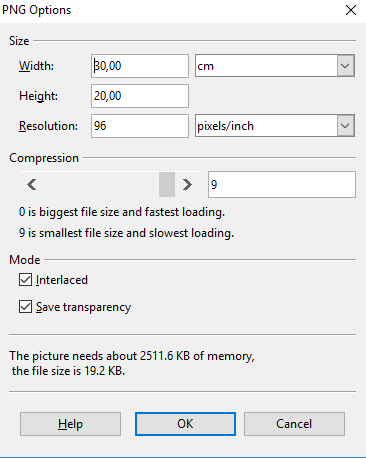 PNG Options
Size
Width: 30,00 cm
Height: 20,00
Resolution: 96 pixels/inch
Compression
9
0 is biggest file size and fastest loading.
9 is smallest file size and slowest loading.
Mode
Interlaced
Save transparency
The picture needs about 2511.6 KB of memory,
the file size is 19.2 KB.
Help OK Cancel